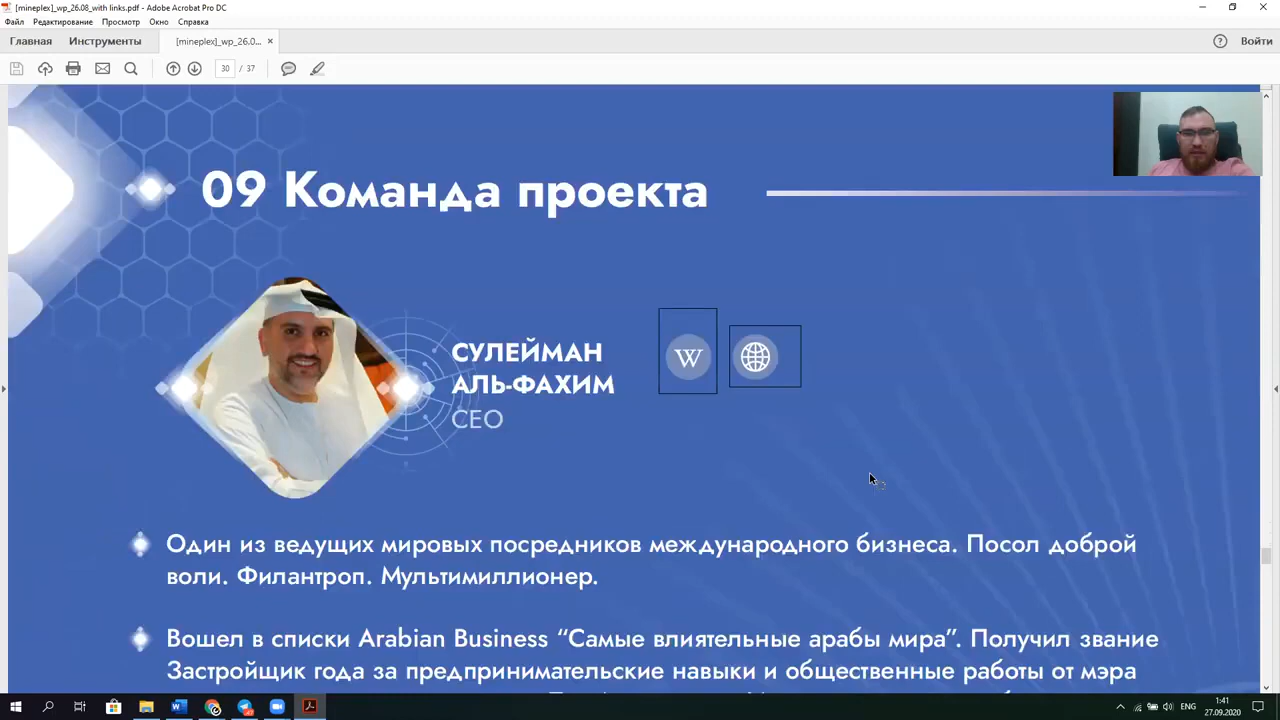 [mineplex]_wp_26.08_with links.pdf - Adobe Acrobat Pro DC
Файл Редактирование Просмотр Окно Справка
Главная Инструменты [mineplex]_wp_26.0... × Войти
30 / 37
09 Команда проекта
СУЛЕЙМАН
АЛЬ-ФАХИМ
CEO
W
Один из ведущих мировых посредников международного бизнеса. Посол доброй
воли. Филантроп. Мультимиллионер.
Вошел в списки Arabian Business “Самые влиятельные арабы мира”. Получил звание
Застройщик года за предпринимательские навыки и общественные работы от мэра
ENG
1:41
27.09.2020